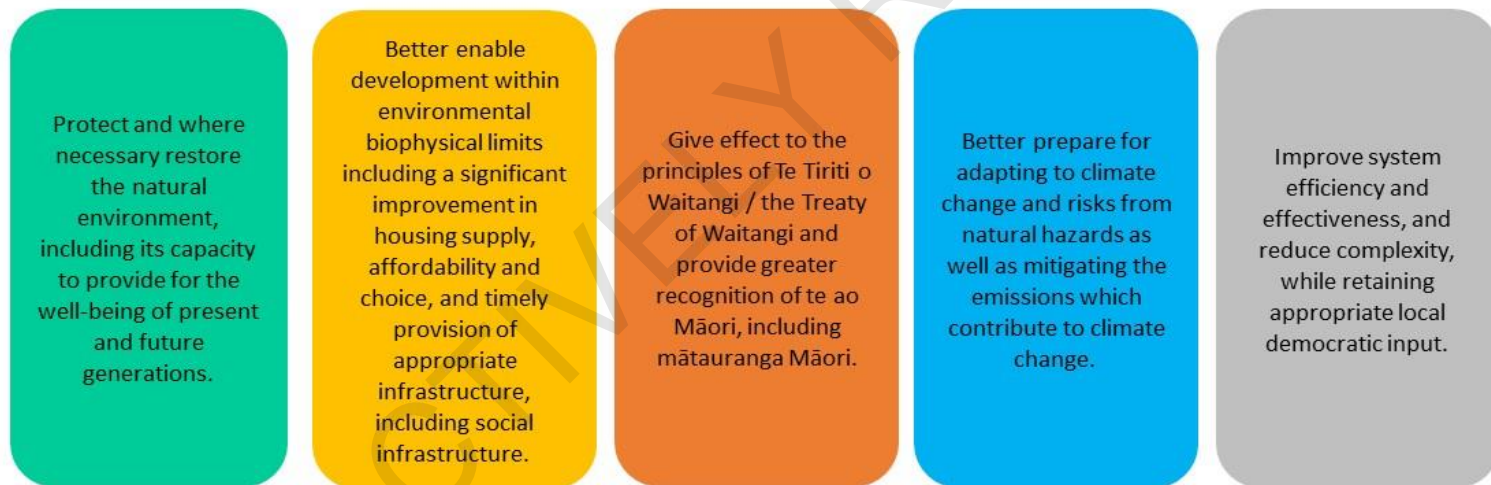 Protect and where
necessary restore
the natural
environment,
including its capacity
to provide for the
well-being of present
and future
generations.
Better enable
development within
environmental
biophysical limits
including a significant
improvement in
housing supply,
affordability and
choice, and timely
provision of
appropriate
infrastructure,
including social
infrastructure.
Give effect to the
principles of Te Tiriti o
Waitangi / the Treaty
of Waitangi and
provide greater
recognition of te ao
Māori, including
mātauranga Māori.
Better prepare for
adapting to climate
change and risks from
natural hazards as
well as mitigating the
emissions which
contribute to climate
change.
Improve system
efficiency and
effectiveness, and
reduce complexity,
while retaining
appropriate local
democratic input.